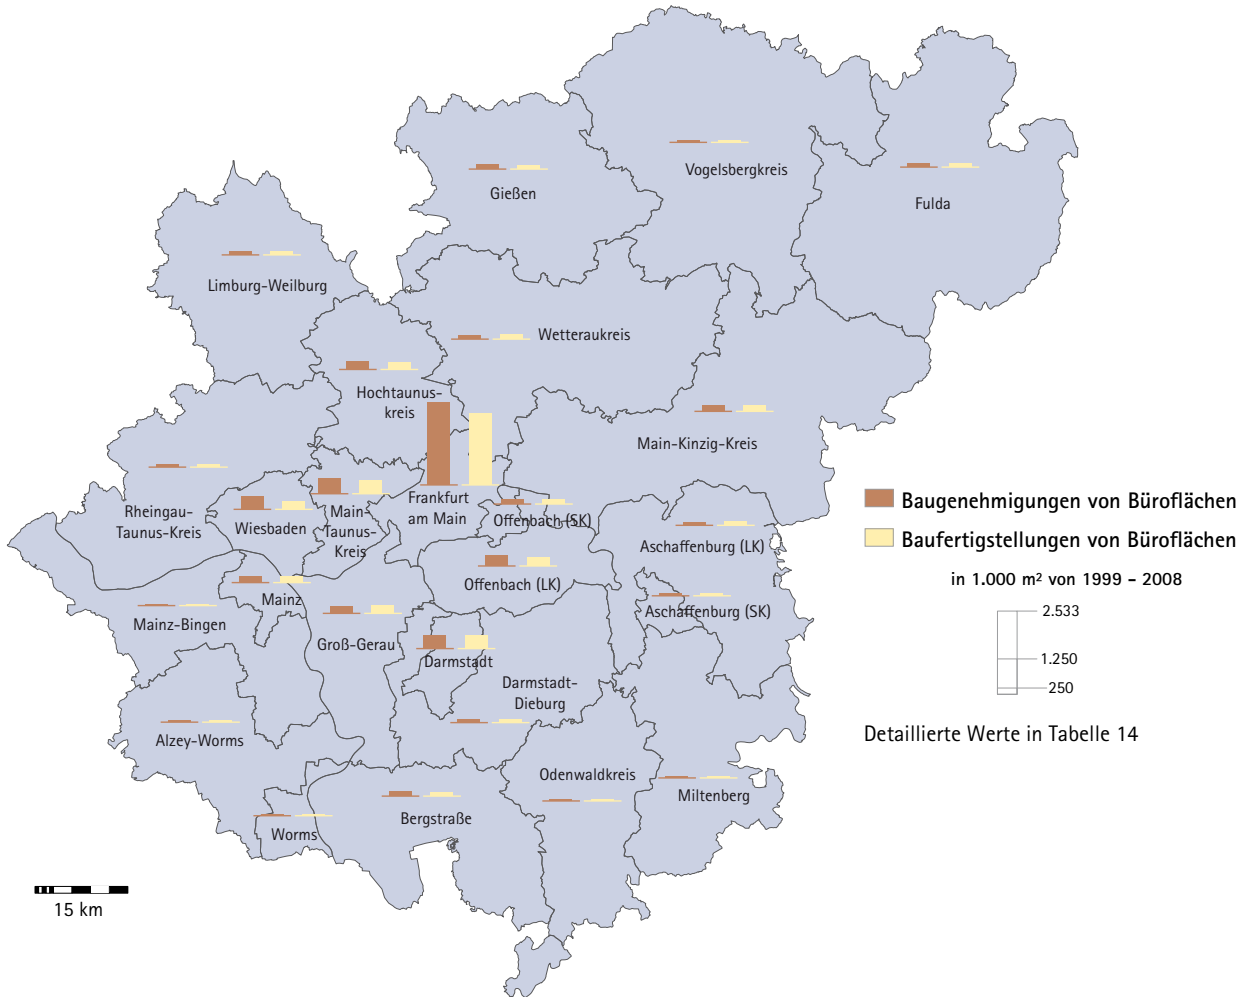 Vogelsbergkreis
Gießen
Fulda
Limburg-Weilburg
Wetteraukreis
Hochtaunus-
kreis
Main-Kinzig-Kreis
Frankfurt
am Main
Rheingau-
Taunus-Kreis
Wiesbaden
Main-
Taunus-
Kreis
Offenbach (SK)
Aschaffenburg (LK)
Offenbach (LK)
Mainz
Aschaffenburg (SK)
Mainz-Bingen
Groß-Gerau
Darmstadt
Darmstadt-
Dieburg
Alzey-Worms
Odenwaldkreis
Miltenberg
Bergstraße
Worms
15 km
Baugenehmigungen von Büroflächen
Baufertigstellungen von Büroflächen
in 1.000 m² von 1999 - 2008
2.533
1.250
250
Detaillierte Werte in Tabelle 14